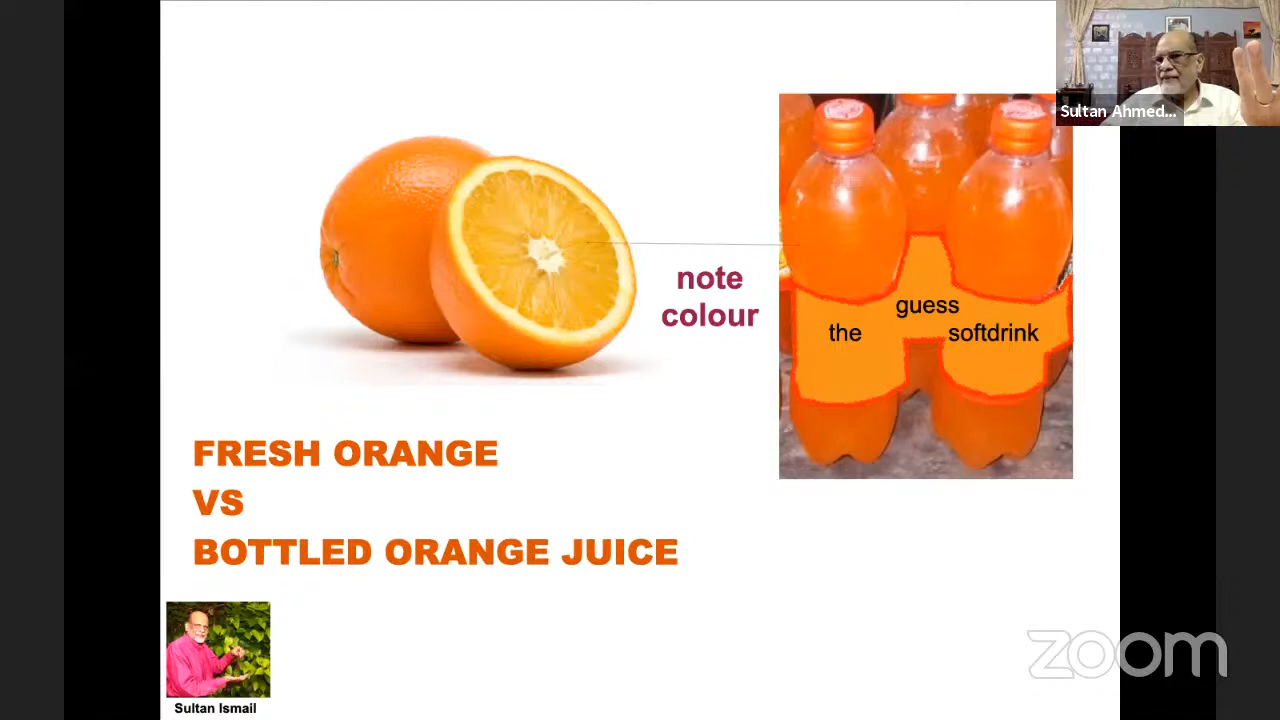 Sultan Ahmed...
note
colour
guess
the softdrink
FRESH ORANGE
VS
BOTTLED ORANGE JUICE
Sultan Ismail
zoom